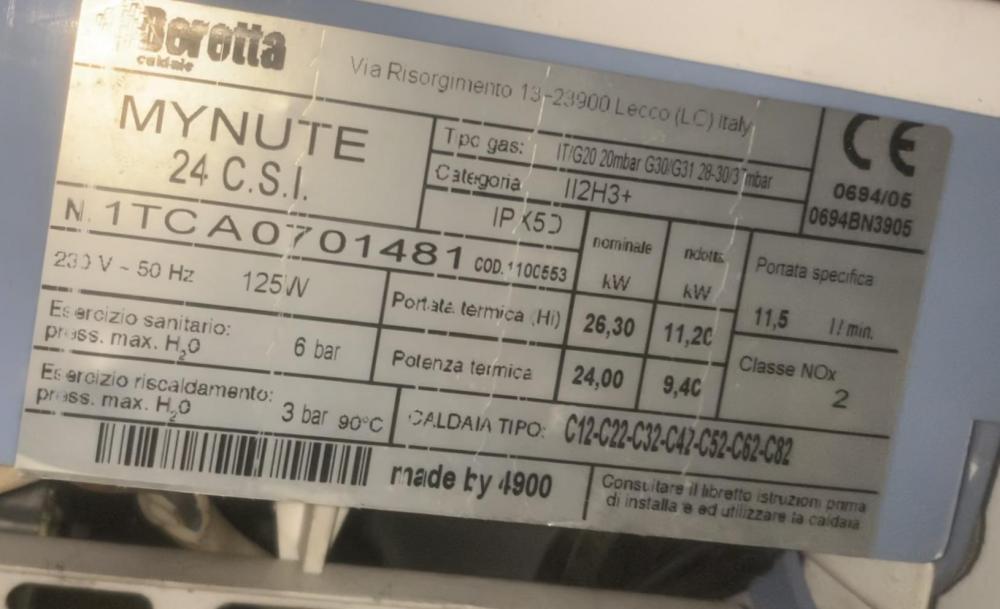 Beretta
caldaie
Via Risorgimento 13-23900 Lecco (LC) Italy
MYNUTE
24 C.S.I.
Tipo gas: IT/G20 20mbar G30/G31 28-30/37mbar
Categoria II2H3+
IPX5D
CE
0694/05
0694BN3905
N. 1TCA0701481 COD. 1100553
230 V ~ 50 Hz 125W
nominale kW
ridotta kW
Portata termica (Hi) 26,30 11,20
Potenza termica 24,00 9,40
Portata specifica
11,5 l/min.
Classe NOx
2
Esercizio sanitario:
press. max. H₂O 6 bar
Esercizio riscaldamento:
press. max. H₂O 3 bar 90°C
CALDAIA TIPO: C12-C22-C32-C42-C52-C62-C82
made by 4900
Consultare il libretto istruzioni prima
di installare ed utilizzare la caldaia